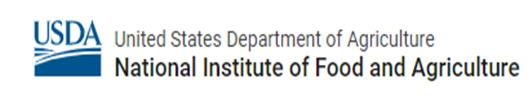 USDA
United States Department of Agriculture
National Institute of Food and Agriculture